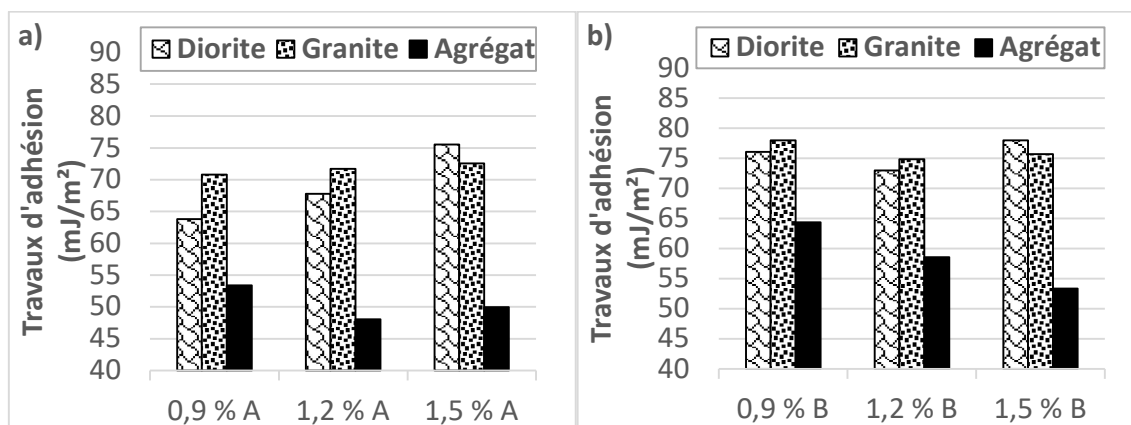 a)
Diorite Granite Agrégat
Travaux d'adhésion
(mJ/m²)
90
85
80
75
70
65
60
55
50
45
40
0,9 % A 1,2 % A 1,5 % A
b)
Diorite Granite Agrégat
Travaux d'adhésion
(mJ/m²)
90
85
80
75
70
65
60
55
50
45
40
0,9 % B 1,2 % B 1,5 % B